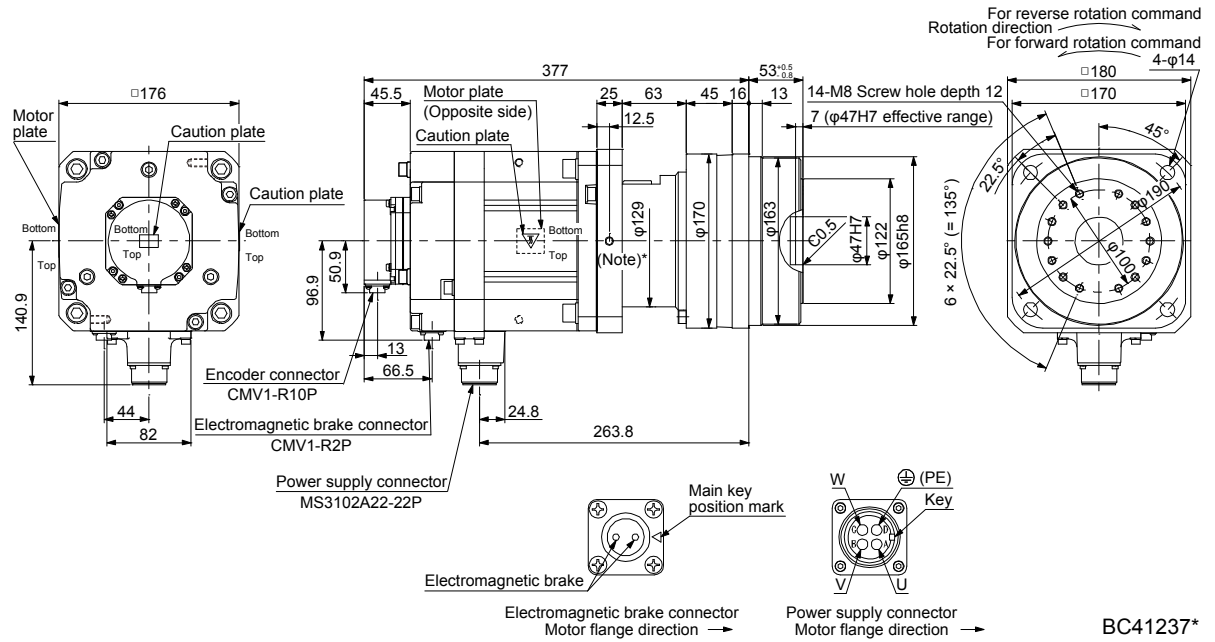 For reverse rotation command
Rotation direction
For forward rotation command
4-φ14
□176
Motor
plate
Caution plate
Caution plate
Bottom
Top
Bottom
Top
Bottom
Top
140.9
44
82
377
53 +0.5 -0.8
45.5
Motor plate
(Opposite side)
Caution plate
25
63
45
16
13
12.5
14-M8 Screw hole depth 12
7 (φ47H7 effective range)
Bottom
Top
(Note)*
φ129
φ170
φ163
C0.5
φ47H7
φ122
φ165h8
50.9
96.9
13
66.5
24.8
263.8
Encoder connector
CMV1-R10P
Electromagnetic brake connector
CMV1-R2P
Power supply connector
MS3102A22-22P
□180
□170
45°
22.5°
6 × 22.5° (= 135°)
φ190
φ100
Main key
position mark
Electromagnetic brake
Electromagnetic brake connector
Motor flange direction →
W
(PE)
Key
C
D
B
A
V
U
Power supply connector
Motor flange direction →
BC41237*